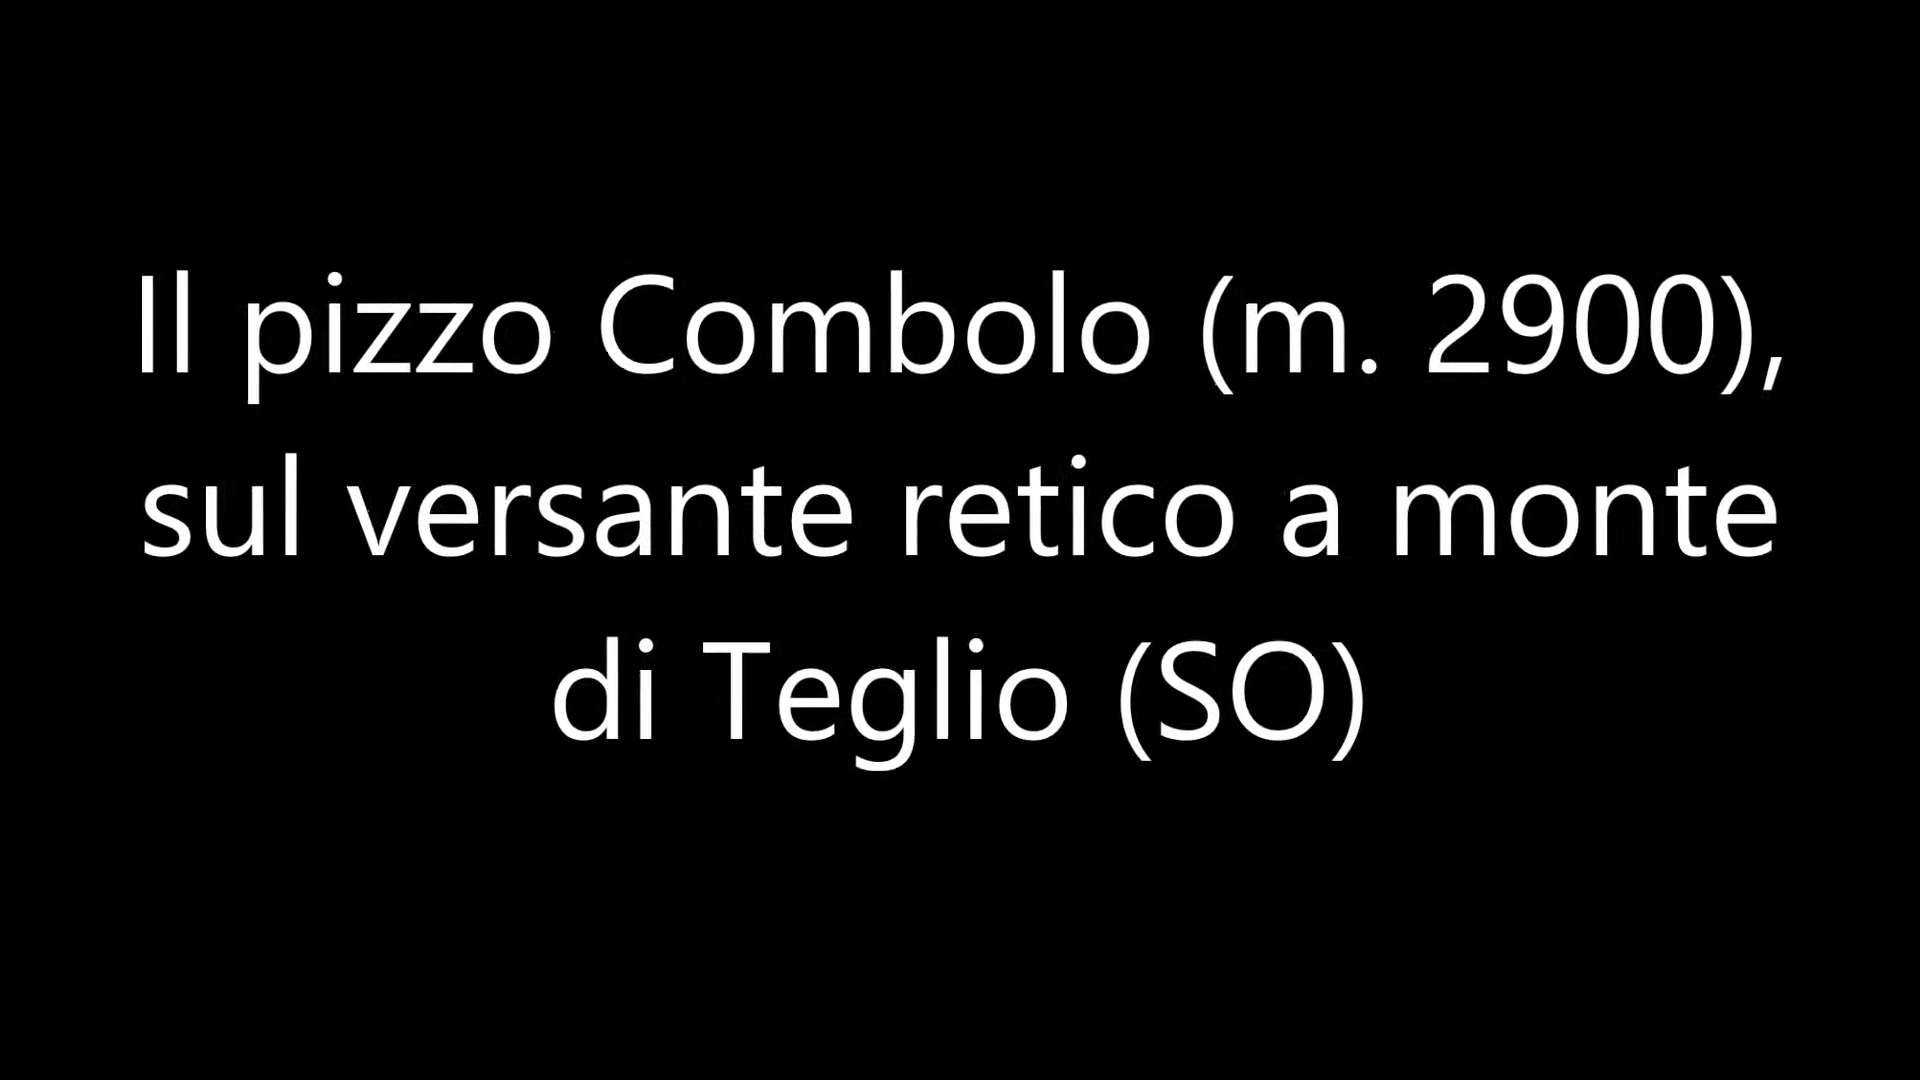 Il pizzo Combolo (m. 2900),
sul versante retico a monte
di Teglio (SO)